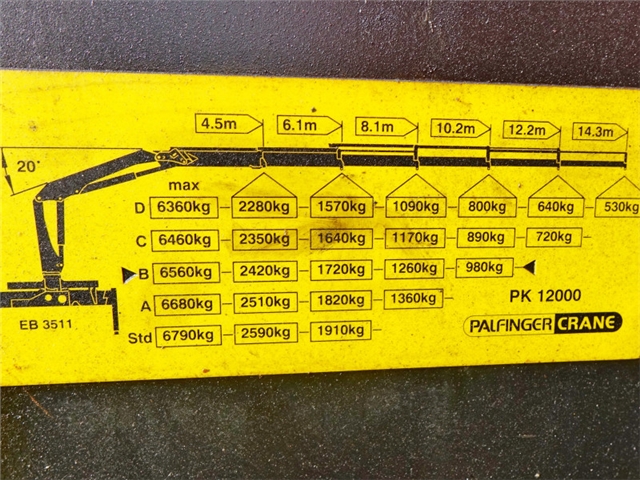 4.5m 6.1m 8.1m 10.2m 12.2m 14.3m
20˚
max
D 6360kg 2280kg 1570kg 1090kg 800kg 640kg 530kg
C 6460kg 2350kg 1640kg 1170kg 890kg 720kg
B 6560kg 2420kg 1720kg 1260kg 980kg
A 6680kg 2510kg 1820kg 1360kg PK 12000
EB 3511
Std 6790kg 2590kg 1910kg
PALFINGER CRANE